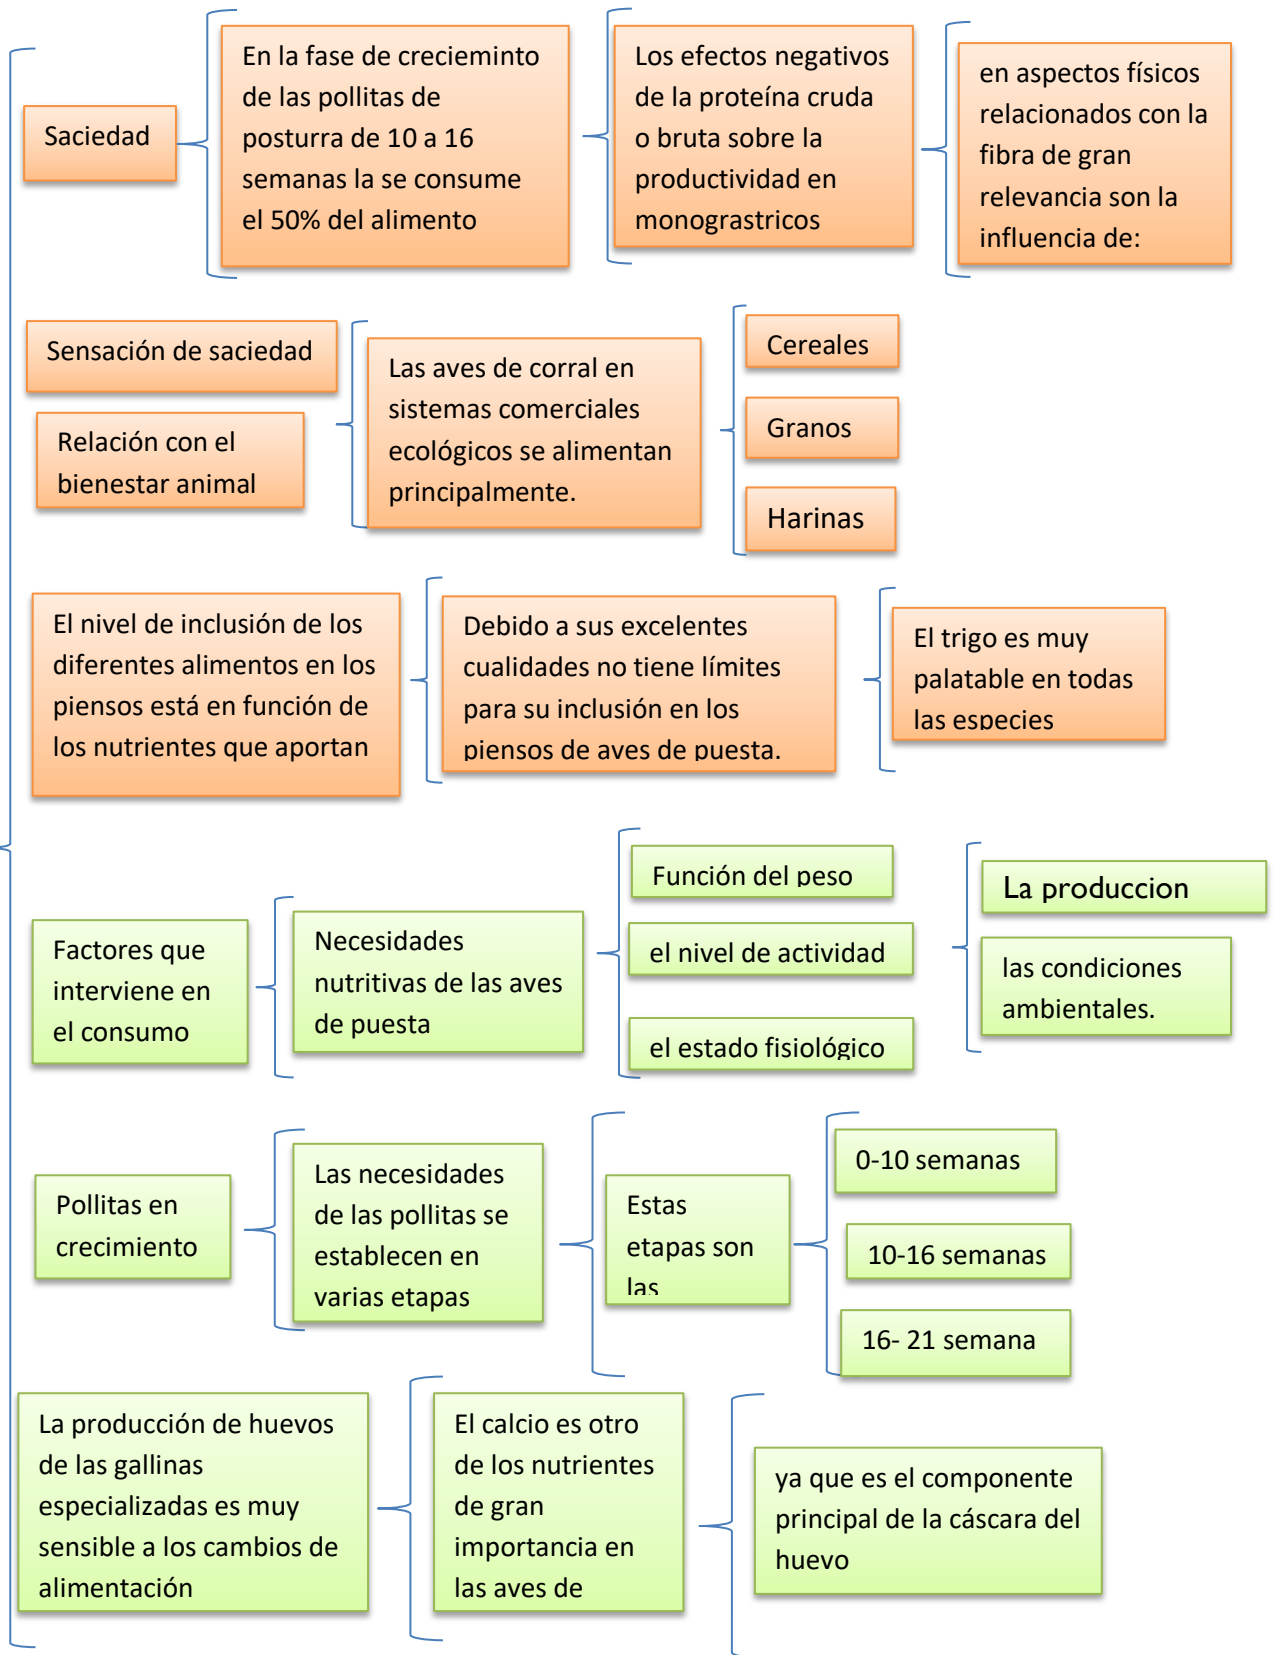 Saciedad
En la fase de crecieminto
de las pollitas de
posturra de 10 a 16
semanas la se consume
el 50% del alimento
Los efectos negativos
de la proteína cruda
o bruta sobre la
productividad en
monograstricos
en aspectos físicos
relacionados con la
fibra de gran
relevancia son la
influencia de:
Sensación de saciedad
Relación con el
bienestar animal
Las aves de corral en
sistemas comerciales
ecológicos se alimentan
principalmente.
Cereales
Granos
Harinas
El nivel de inclusión de los
diferentes alimentos en los
piensos está en función de
los nutrientes que aportan
Debido a sus excelentes
cualidades no tiene límites
para su inclusión en los
piensos de aves de puesta.
El trigo es muy
palatable en todas
las especies
Factores que
interviene en
el consumo
Necesidades
nutritivas de las aves
de puesta
Función del peso
el nivel de actividad
el estado fisiológico
La produccion
las condiciones
ambientales.
Pollitas en
crecimiento
Las necesidades
de las pollitas se
establecen en
varias etapas
Estas
etapas son
las
0-10 semanas
10-16 semanas
16- 21 semana
La producción de huevos
de las gallinas
especializadas es muy
sensible a los cambios de
alimentación
El calcio es otro
de los nutrientes
de gran
importancia en
las aves de
ya que es el componente
principal de la cáscara del
huevo